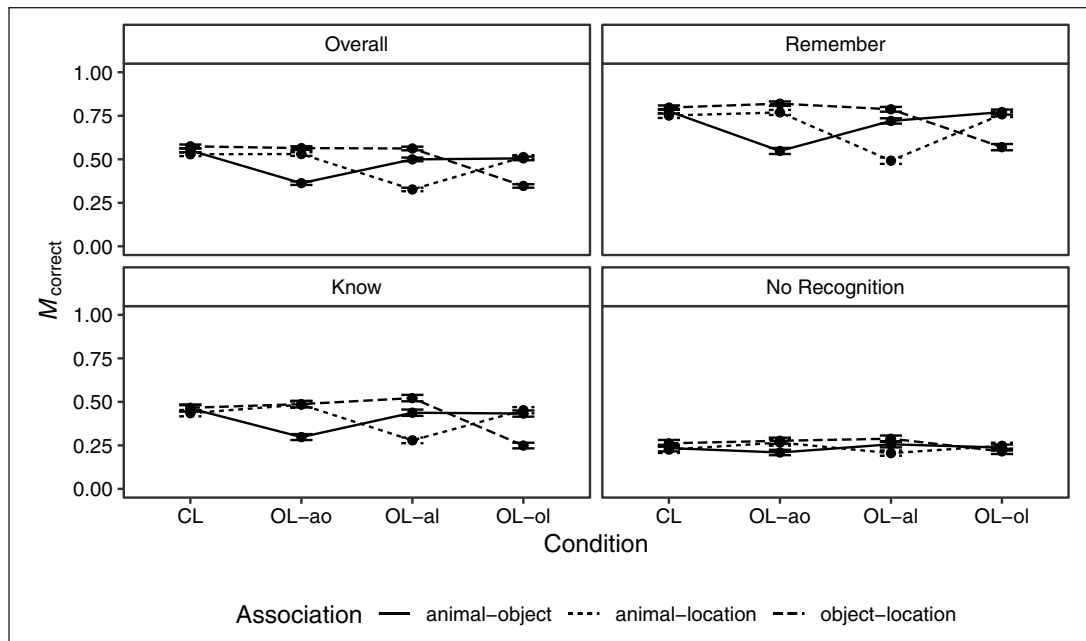 Overall
Remember
1.00
0.75
0.50
0.25
0.00
Know
No Recognition
1.00
0.75
0.50
0.25
0.00
Mcorrect
CL OL−ao OL−al OL−ol
CL OL−ao OL−al OL−ol
Condition
Association animal−object animal−location object−location